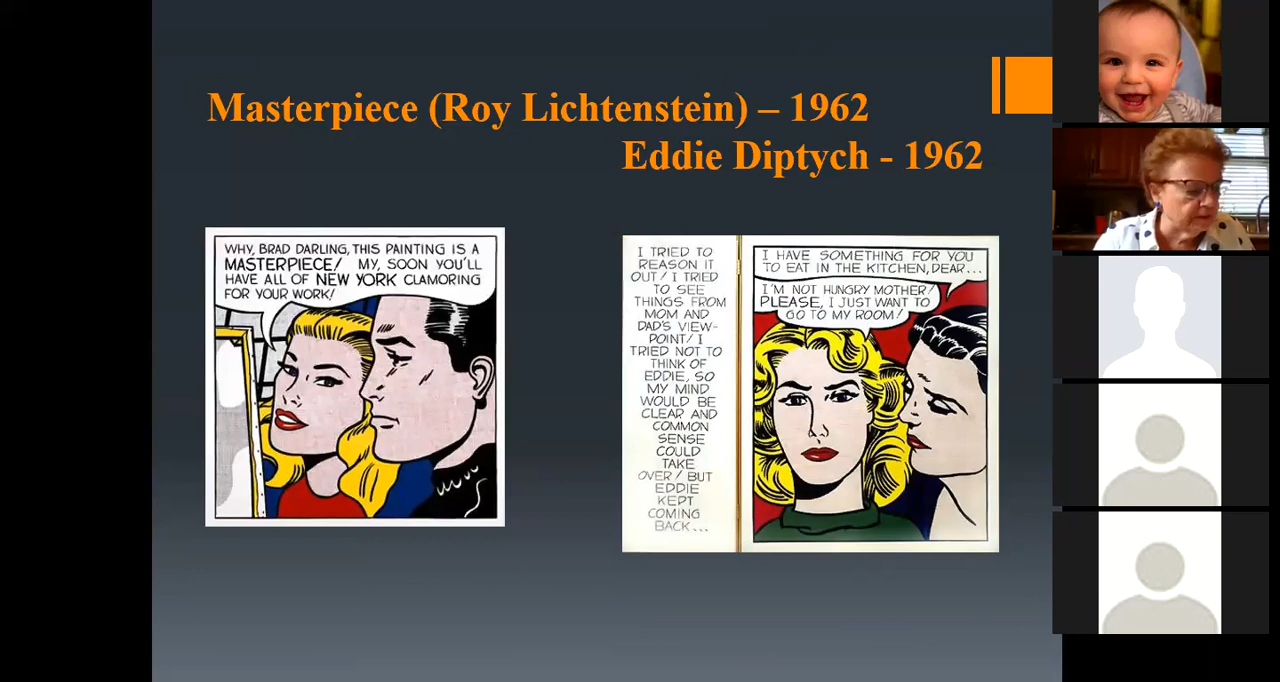 Masterpiece (Roy Lichtenstein) – 1962
Eddie Diptych - 1962
WHY, BRAD DARLING, THIS PAINTING IS A
MASTERPIECE! MY, SOON YOU'LL
HAVE ALL OF NEW YORK CLAMORING
FOR YOUR WORK!
I TRIED TO
REASON IT
OUT! I TRIED
TO SEE
THINGS FROM
MOM AND
DAD'S VIEW-
POINT! I
TRIED NOT TO
THINK OF
EDDIE, SO
MY MIND
WOULD BE
CLEAR AND
COMMON
SENSE
COULD
TAKE
OVER! BUT
EDDIE
KEPT
COMING
BACK...
I HAVE SOMETHING FOR YOU
TO EAT IN THE KITCHEN, DEAR...
I'M NOT HUNGRY MOTHER!
PLEASE, I JUST WANT TO
GO TO MY ROOM!